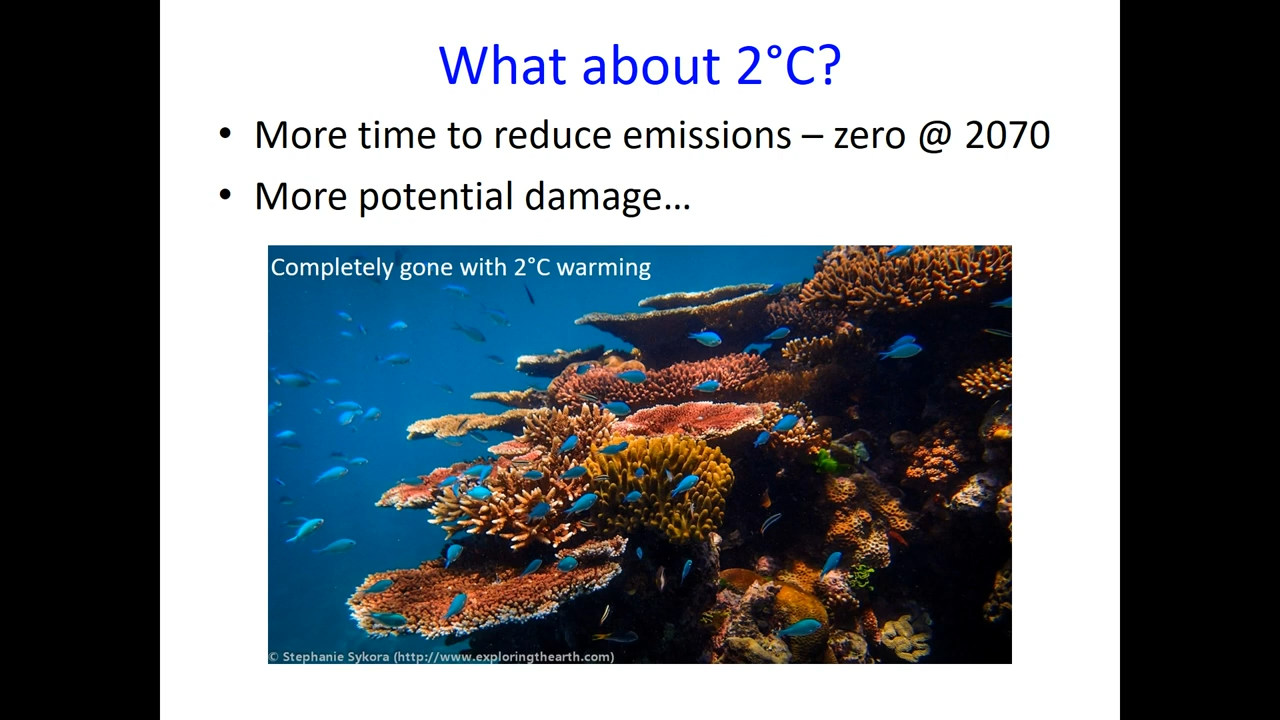 What about 2°C?
• More time to reduce emissions – zero @ 2070
• More potential damage…
Completely gone with 2°C warming
© Stephanie Sykora (http://www.exploringthearth.com)